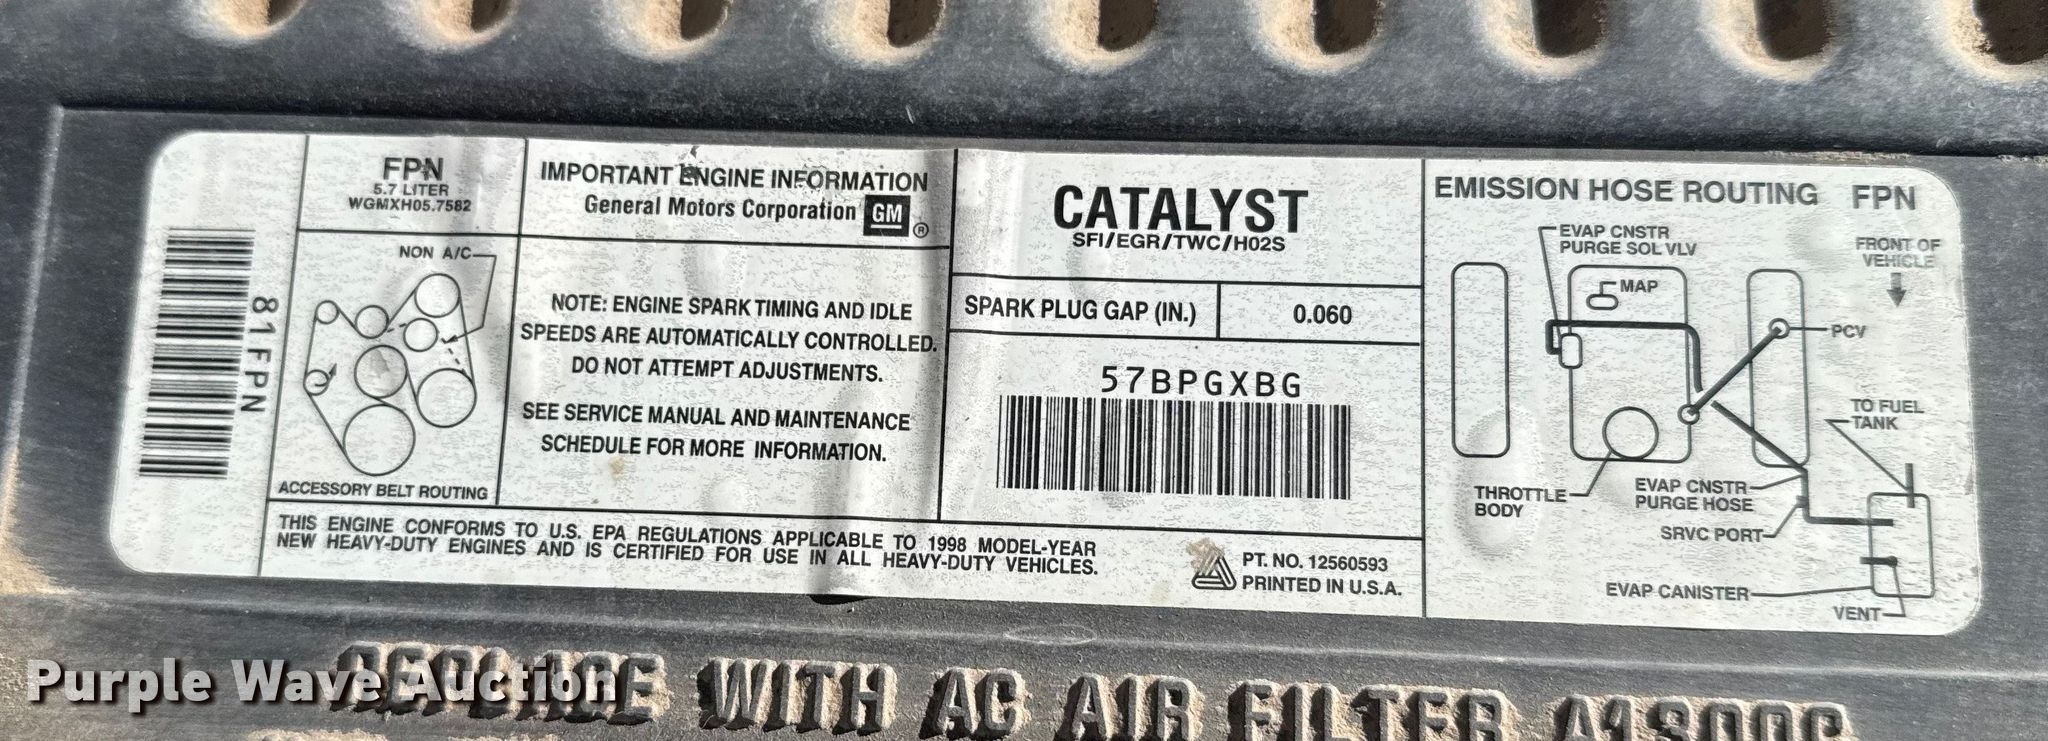 FPN
5.7 LITER
WGMXH05.7582
81FPN
NON A/C
ACCESSORY BELT ROUTING
IMPORTANT ENGINE INFORMATION
General Motors Corporation GM ®
NOTE: ENGINE SPARK TIMING AND IDLE
SPEEDS ARE AUTOMATICALLY CONTROLLED.
DO NOT ATTEMPT ADJUSTMENTS.
SEE SERVICE MANUAL AND MAINTENANCE
SCHEDULE FOR MORE INFORMATION.
CATALYST
SFI/EGR/TWC/HO2S
SPARK PLUG GAP (IN.) 0.060
57BPGXBG
THIS ENGINE CONFORMS TO U.S. EPA REGULATIONS APPLICABLE TO 1998 MODEL-YEAR
NEW HEAVY-DUTY ENGINES AND IS CERTIFIED FOR USE IN ALL HEAVY-DUTY VEHICLES.
PT. NO. 12560593
PRINTED IN U.S.A.
EMISSION HOSE ROUTING FPN
EVAP CNSTR
PURGE SOL VLV
FRONT OF
VEHICLE
MAP
PCV
TO FUEL
TANK
THROTTLE
BODY
EVAP CNSTR
PURGE HOSE
SRVC PORT
EVAP CANISTER
VENT
REPLACE WITH AC AIR FILTER
Purple Wave Auction